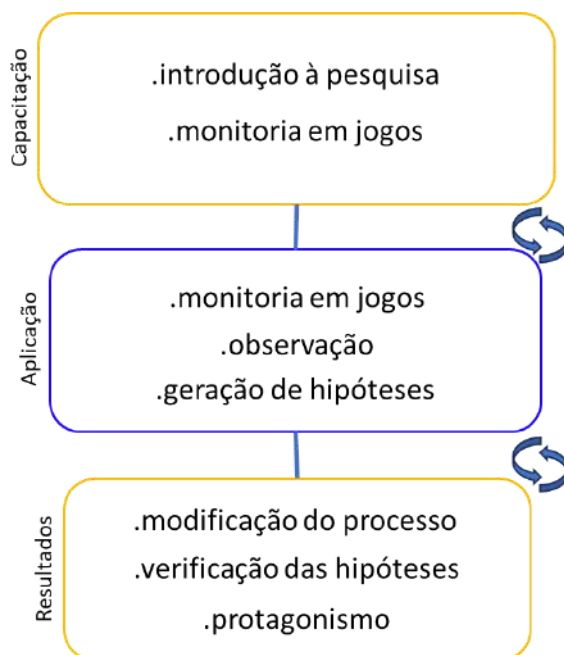 Capacitação
.introdução à pesquisa
.monitoria em jogos
Aplicação
.monitoria em jogos
.observação
.geração de hipóteses
Resultados
.modificação do processo
.verificação das hipóteses
.protagonismo